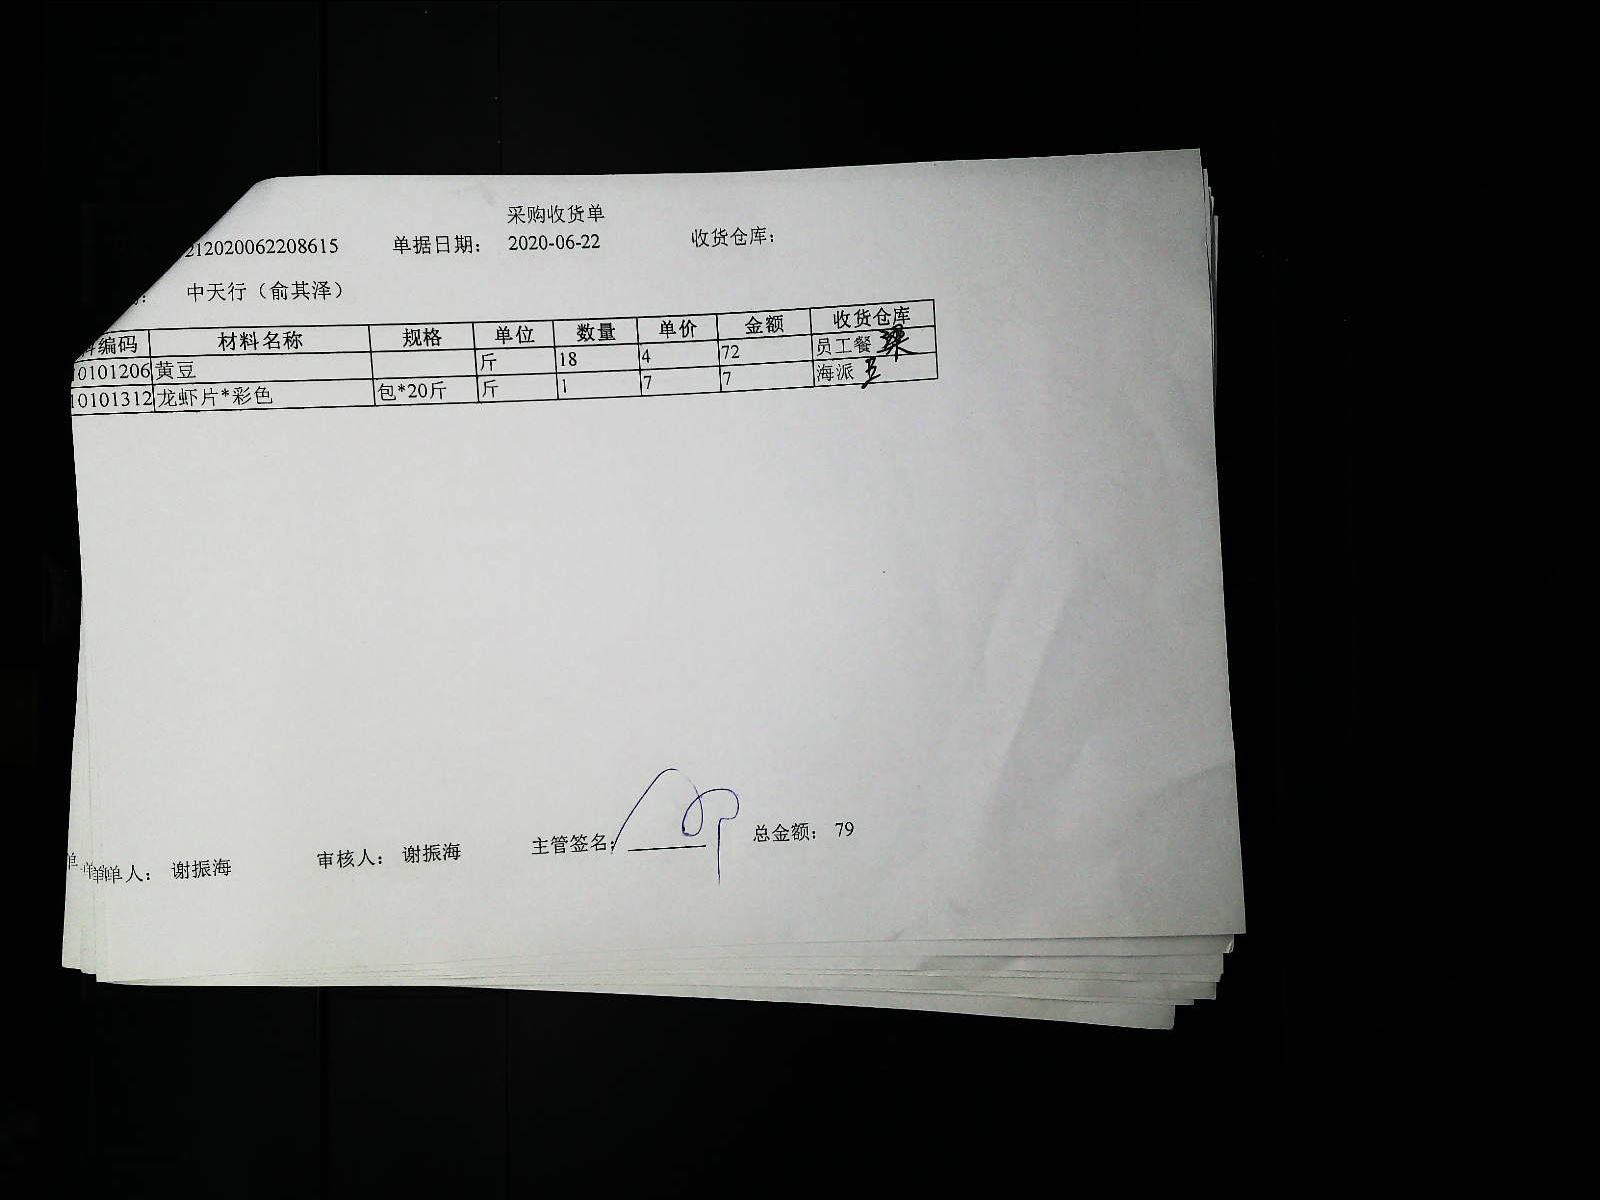 采购收货单
212020062208615 单据日期: 2020-06-22 收货仓库:
中天行（俞其泽）
编码 材料名称 规格 单位 数量 单价 金额 收货仓库
0101206 黄豆 斤 18 4 72 员工餐
10101312 龙虾片*彩色 包*20斤 斤 1 7 7 海派
单人: 谢振海 审核人: 谢振海 主管签名: 总金额: 79